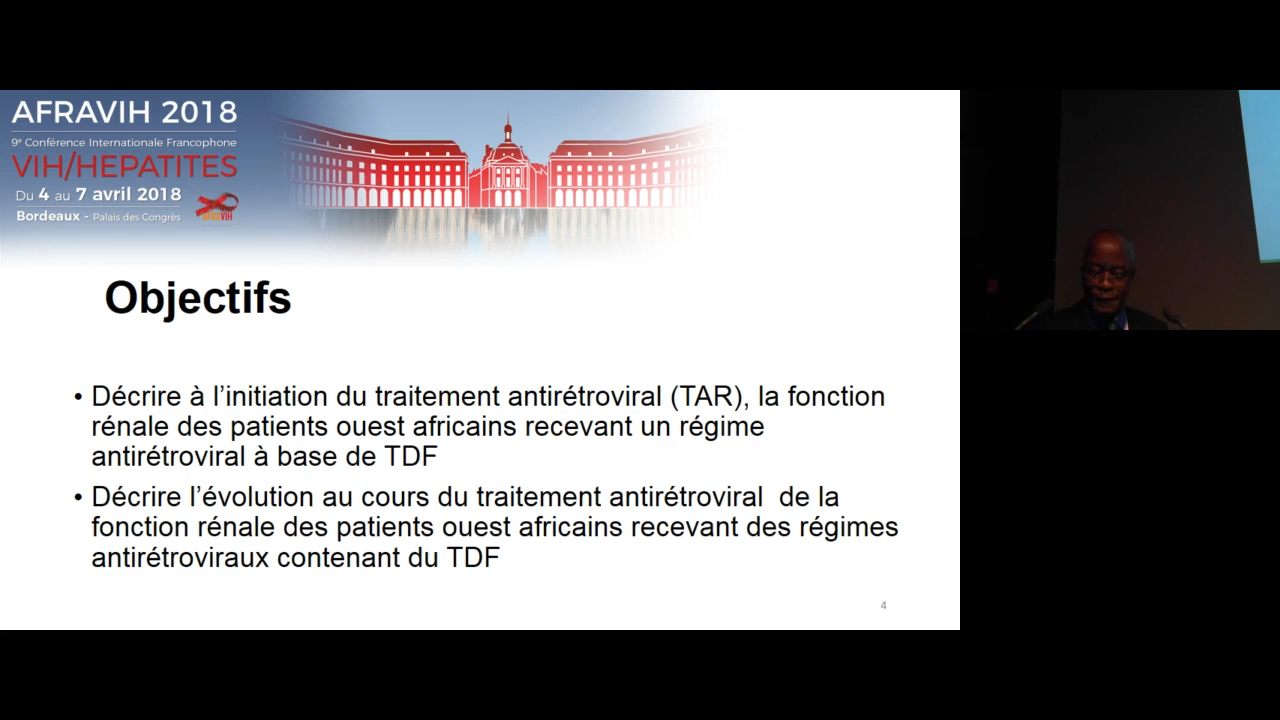 AFRAVIH 2018
9e Conférence Internationale Francophone
VIH/HEPATITES
Du 4 au 7 avril 2018
Bordeaux - Palais des Congrès
AFRAVIH
Objectifs
• Décrire à l’initiation du traitement antirétroviral (TAR), la fonction
rénale des patients ouest africains recevant un régime
antirétroviral à base de TDF
• Décrire l’évolution au cours du traitement antirétroviral  de la
fonction rénale des patients ouest africains recevant des régimes
antirétroviraux contenant du TDF
4